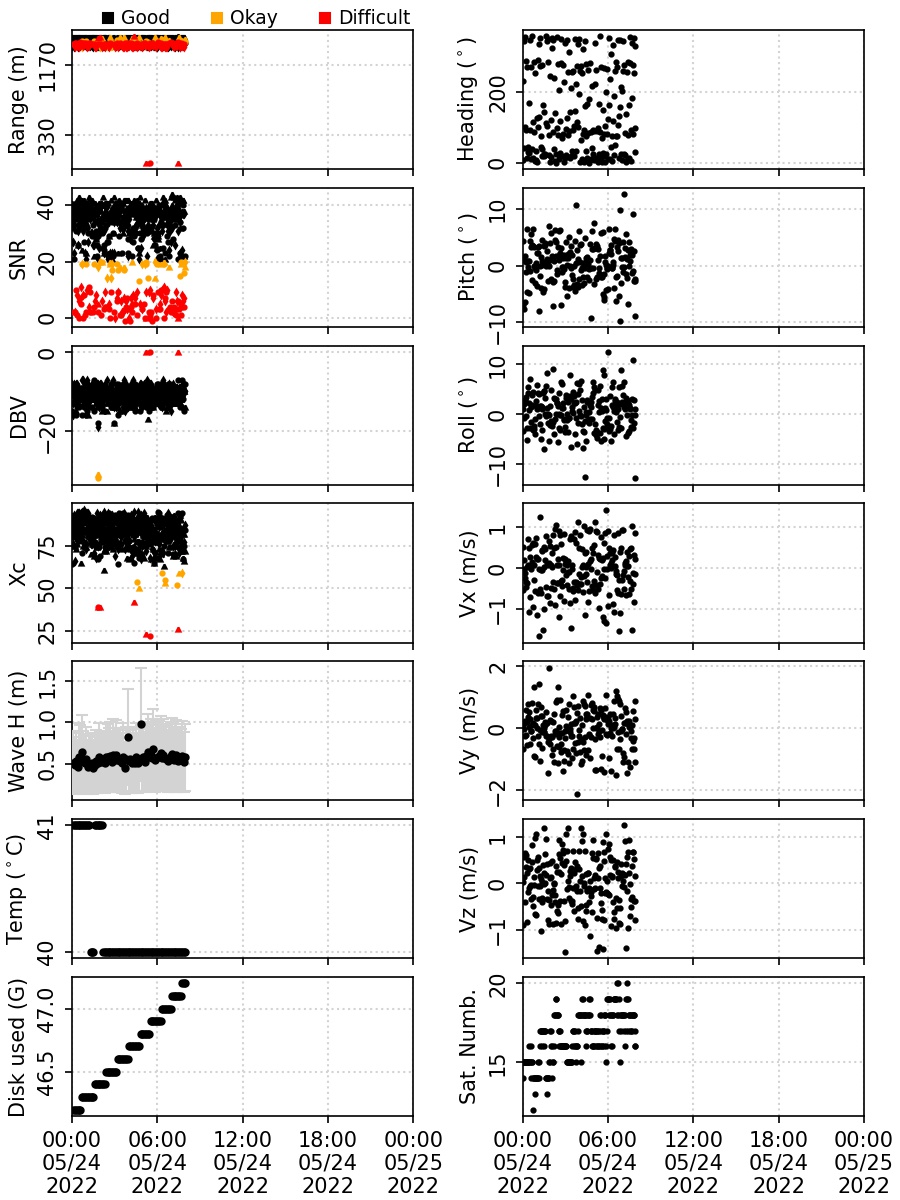 Good Okay Difficult
Range (m)
1170
330
Heading (°)
200
0
SNR
40
20
0
Pitch (°)
10
0
−10
DBV
0
−20
Roll (°)
10
0
−10
Xc
75
50
25
Vx (m/s)
1
0
−1
Wave H (m)
1.5
1.0
0.5
Vy (m/s)
2
0
−2
Temp (°C)
41
40
Vz (m/s)
1
0
−1
Disk used (G)
47.0
46.5
Sat. Numb.
20
15
00:00 06:00 12:00 18:00 00:00
05/24 05/24 05/24 05/24 05/25
2022 2022 2022 2022 2022
00:00 06:00 12:00 18:00 00:00
05/24 05/24 05/24 05/24 05/25
2022 2022 2022 2022 2022